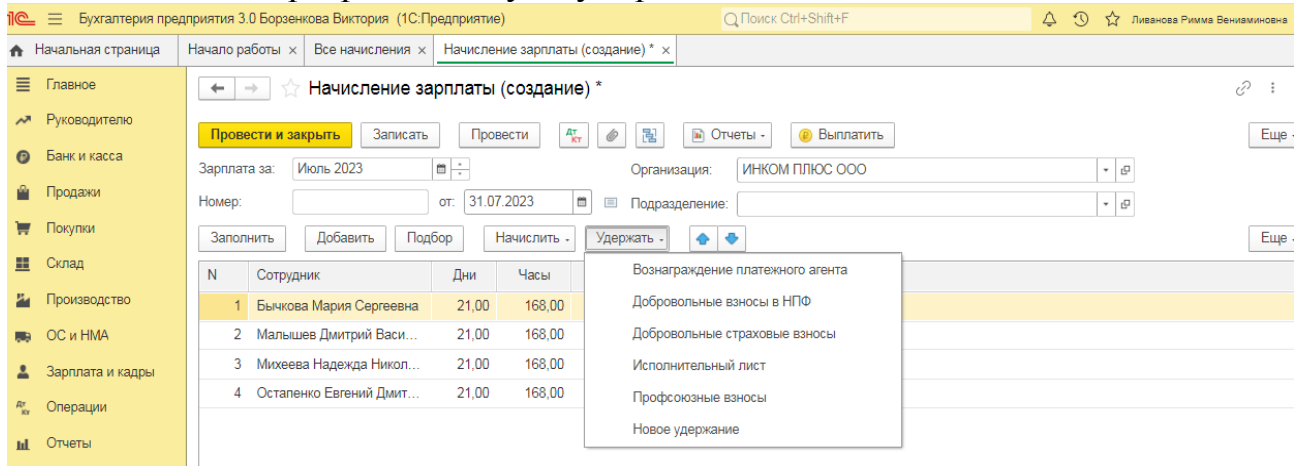 Бухгалтерия предприятия 3.0 Борзенкова Виктория (1С:Предприятие) Поиск Ctrl+Shift+F Ливанова Римма Вениаминовна
Начальная страница Начало работы × Все начисления × Начисление зарплаты (создание) * ×
Главное Начисление зарплаты (создание) *
Руководителю Провести и закрыть Записать Провести Дт Кт Отчеты Выплатить Еще
Банк и касса Зарплата за: Июль 2023 Организация: ИНКОМ ПЛЮС ООО
Продажи Номер: от: 31.07.2023 Подразделение:
Покупки Заполнить Добавить Подбор Начислить Удержать Еще
Склад N Сотрудник Дни Часы Вознаграждение платежного агента
Производство 1 Бычкова Мария Сергеевна 21,00 168,00 Добровольные взносы в НПФ
ОС и НМА 2 Малышев Дмитрий Васи... 21,00 168,00 Добровольные страховые взносы
Зарплата и кадры 3 Михеева Надежда Никол... 21,00 168,00 Исполнительный лист
4 Остапенко Евгений Дмит... 21,00 168,00 Профсоюзные взносы
Дт Кт Операции
Новое удержание
Отчеты